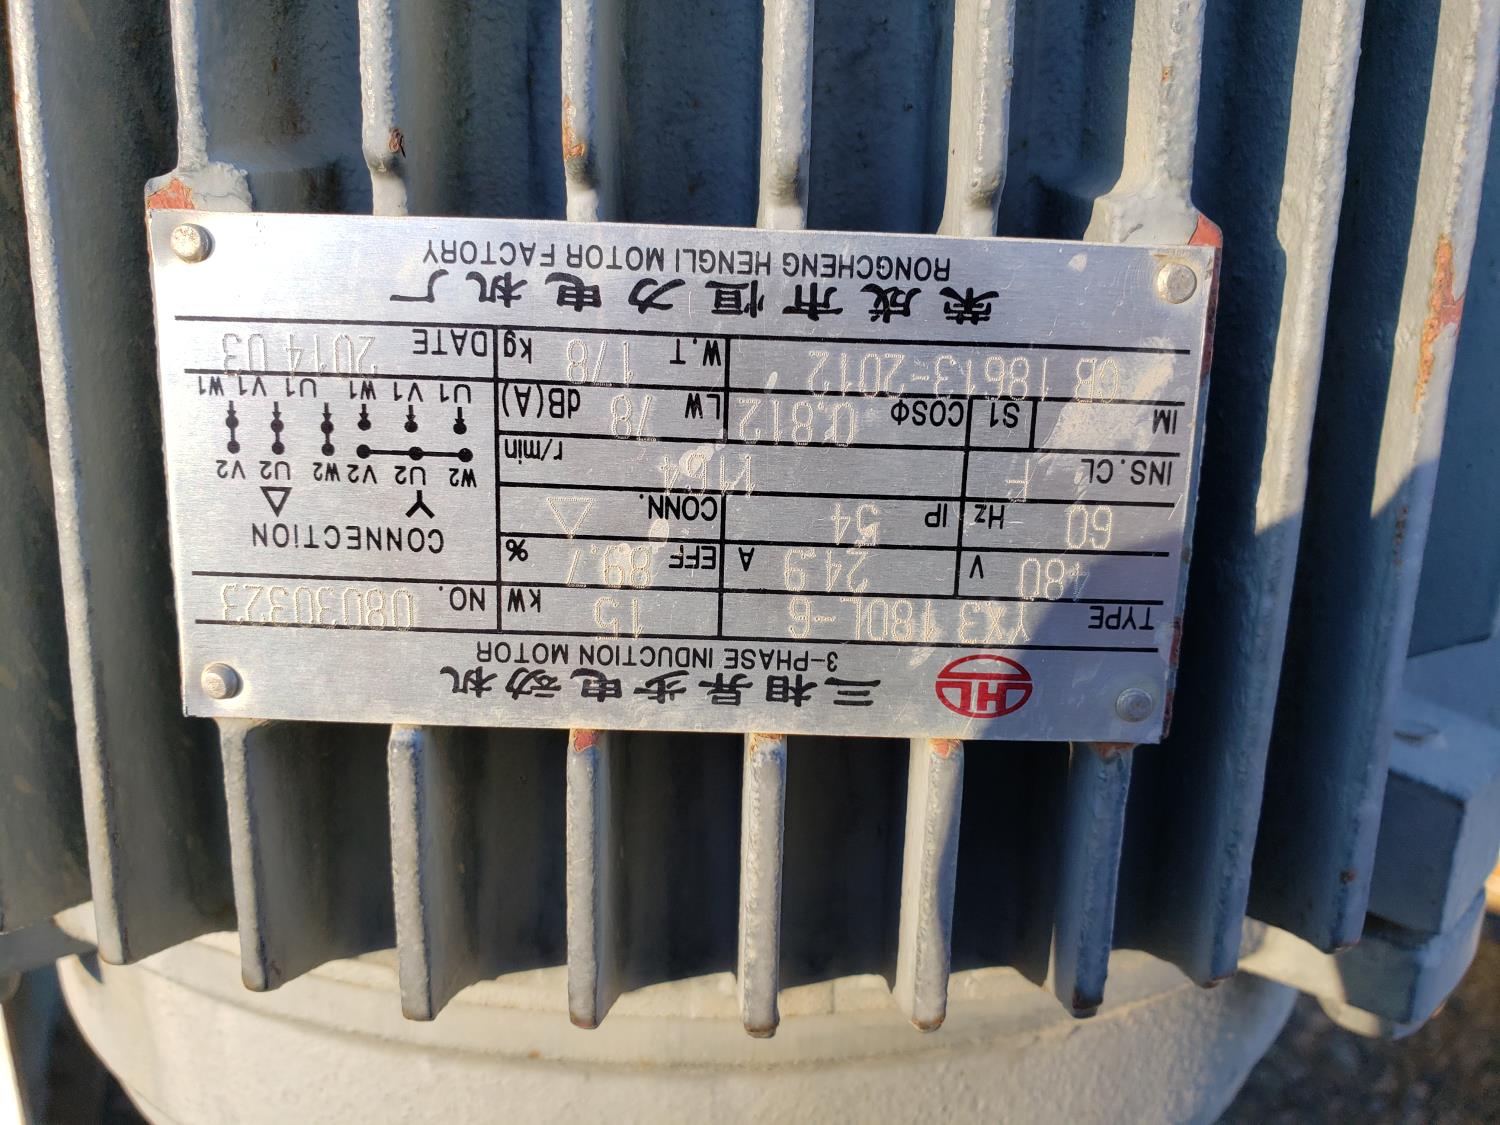 HL 三相异步电动机
3-PHASE INDUCTION MOTOR
TYPE YX3 180L-6 15 kW NO. 08030323
480 V 24.9 A EFF 89.7 % CONNECTION
60 Hz IP 54 CONN. △ Y △
INS.CL F 1164 r/min W2 U2 V2 W2 U2 V2
IM S1 COSΦ 0.812 LW 78 dB(A) U1 V1 W1 U1 V1 W1
GB 18613-2012 W.T 178 kg DATE 2014 03
荣成市恒力电机厂
RONGCHENG HENGLI MOTOR FACTORY